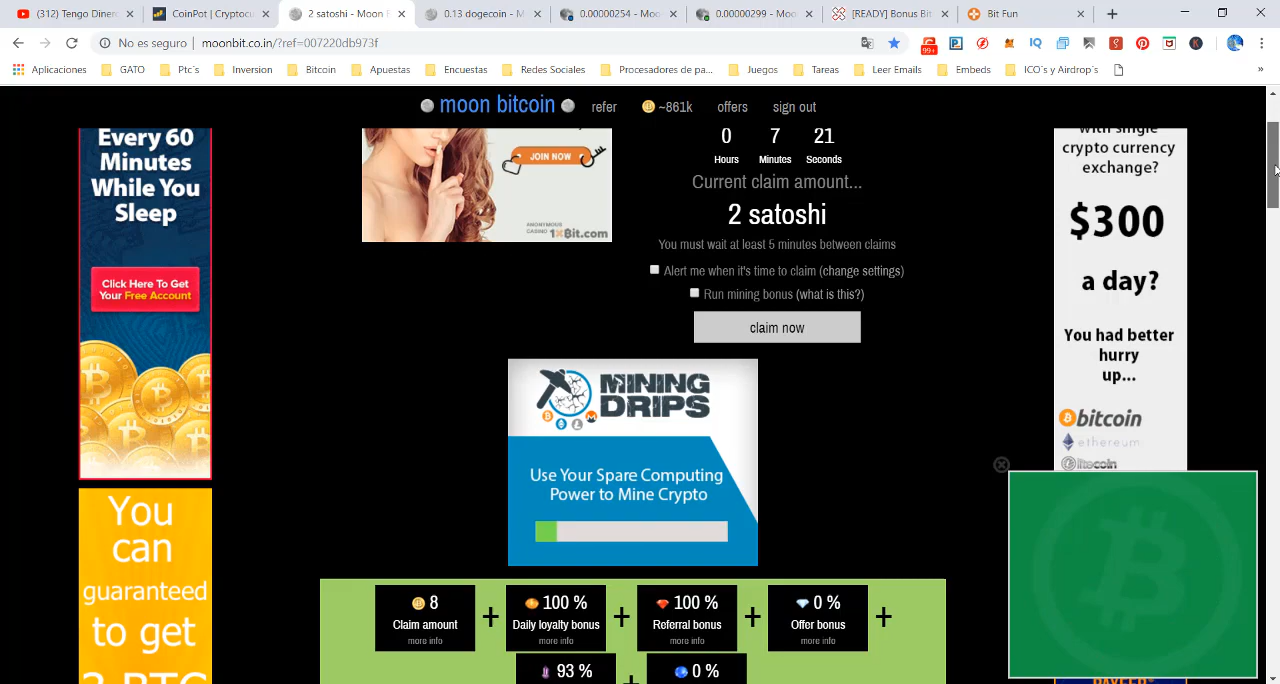 (312) Tengo Dinero
CoinPot | Cryptocu
2 satoshi - Moon B
0.13 dogecoin - M
0.00000254 - Moo
0.00000299 - Moo
[READY] Bonus Bit
Bit Fun
No es seguro | moonbit.co.in/?ref=007220db973f
99+
IQ
K
Aplicaciones
GATO
Ptc´s
Inversion
Bitcoin
Apuestas
Encuestas
Redes Sociales
Procesadores de pa...
Juegos
Tareas
Leer Emails
Embeds
ICO´s y Airdrop´s
»
moon bitcoin
refer
~861k
offers
sign out
Every 60
Minutes
While You
Sleep
Click Here To Get
Your Free Account
You
can
guaranteed
to get
JOIN NOW
ANONYMOUS
CASINO 1XBit.com
0 7 21
Hours Minutes Seconds
Current claim amount...
2 satoshi
You must wait at least 5 minutes between claims
Alert me when it's time to claim (change settings)
Run mining bonus (what is this?)
claim now
MINING
DRIPS
Use Your Spare Computing
Power to Mine Crypto
8
Claim amount
more info
+
100 %
Daily loyalty bonus
more info
+
100 %
Referral bonus
more info
+
0 %
Offer bonus
more info
+
93 %
+
0 %
with single
crypto currency
exchange?
$300
a day?
You had better
hurry
up...
bitcoin
ethereum
litecoin